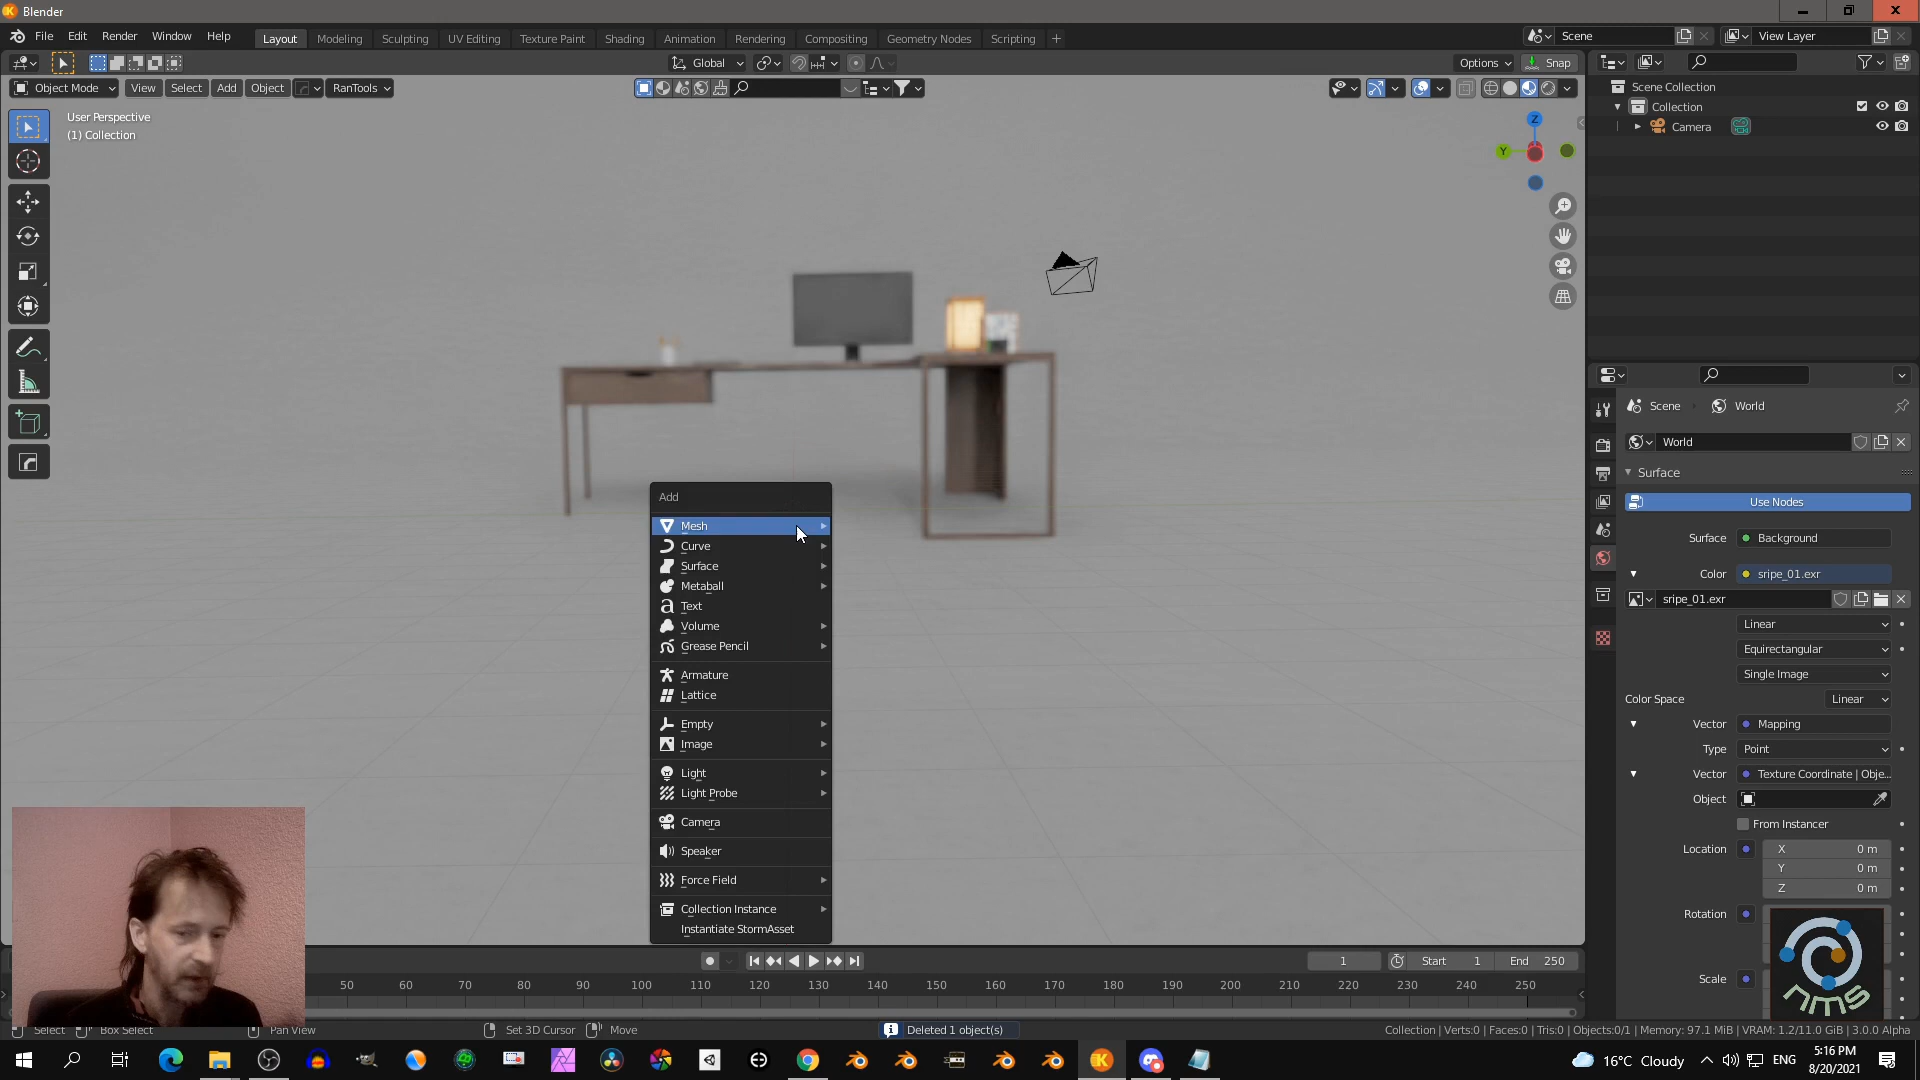 Blender
File Edit Render Window Help
Layout Modeling Sculpting UV Editing Texture Paint Shading Animation Rendering Compositing Geometry Nodes Scripting +
Scene
View Layer
Global
Options
Snap
Object Mode View Select Add Object RanTools
User Perspective
(1) Collection
Z
Y
Scene Collection
Collection
Camera
Scene World
World
Surface
Use Nodes
Surface Background
Color sripe_01.exr
sripe_01.exr
Linear
Equirectangular
Single Image
Color Space Linear
Vector Mapping
Type Point
Vector Texture Coordinate | Obje...
Object
From Instancer
Location X 0 m
Y 0 m
Z 0 m
Rotation
Scale
nms
Add
Mesh
Curve
Surface
Metaball
Text
Volume
Grease Pencil
Armature
Lattice
Empty
Image
Light
Light Probe
Camera
Speaker
Force Field
Collection Instance
Instantiate StormAsset
1 Start 1 End 250
50 60 70 80 90 100 110 120 130 140 150 160 170 180 190 200 210 220 230 240 250
Select Box Select Pan View Set 3D Cursor Move
Deleted 1 object(s)
Collection | Verts:0 | Faces:0 | Tris:0 | Objects:0/1 | Memory: 97.1 MiB | VRAM: 1.2/11.0 GiB | 3.0.0 Alpha
16°C Cloudy
ENG
5:16 PM
8/20/2021